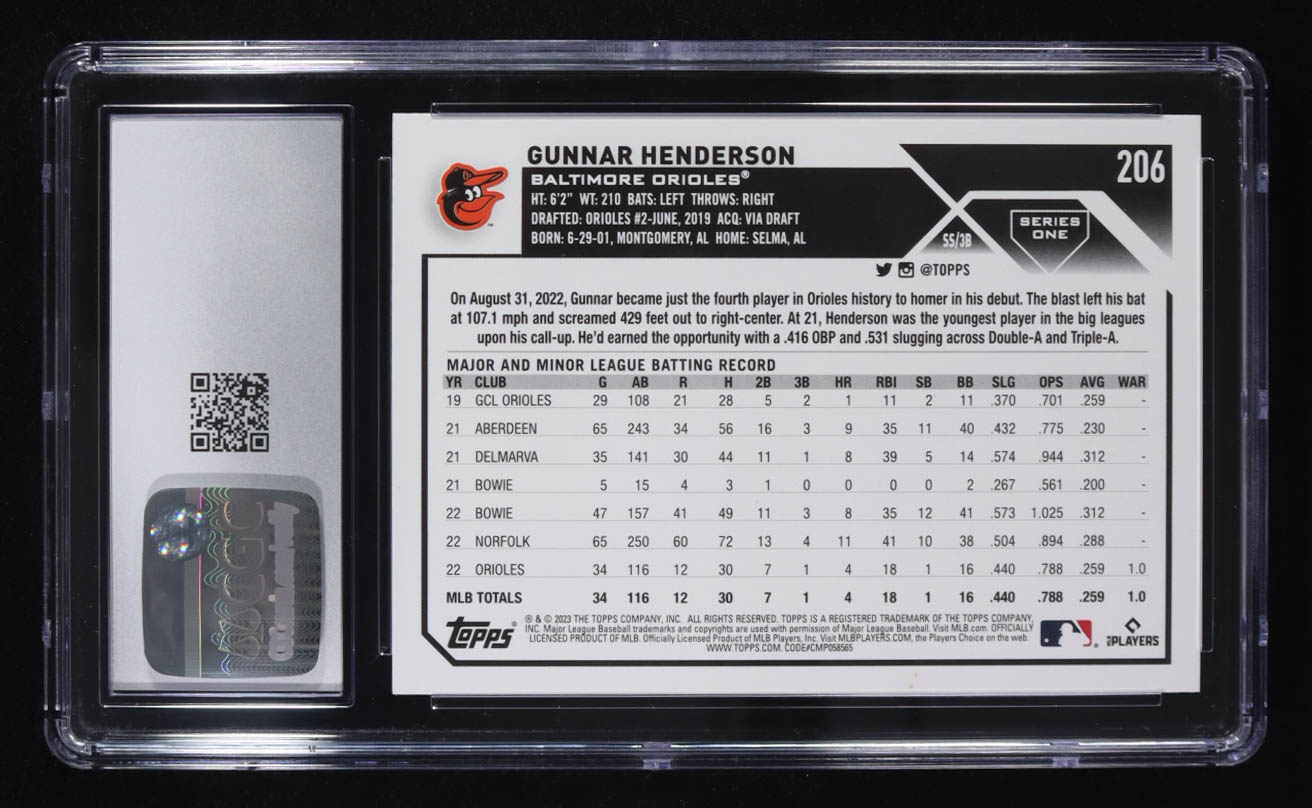 GUNNAR HENDERSON
206
BALTIMORE ORIOLES®
HT: 6'2" WT: 210 BATS: LEFT THROWS: RIGHT
DRAFTED: ORIOLES #2-JUNE, 2019 ACQ: VIA DRAFT
BORN: 6-29-01, MONTGOMERY, AL HOME: SELMA, AL
SS/3B
SERIES
ONE
@TOPPS
On August 31, 2022, Gunnar became just the fourth player in Orioles history to homer in his debut. The blast left his bat
at 107.1 mph and screamed 429 feet out to right-center. At 21, Henderson was the youngest player in the big leagues
upon his call-up. He'd earned the opportunity with a .416 OBP and .531 slugging across Double-A and Triple-A.
MAJOR AND MINOR LEAGUE BATTING RECORD
YR CLUB G AB R H 2B 3B HR RBI SB BB SLG OPS AVG WAR
19 GCL ORIOLES 29 108 21 28 5 2 1 11 2 11 .370 .701 .259 -
21 ABERDEEN 65 243 34 56 16 3 9 35 11 40 .432 .775 .230 -
21 DELMARVA 35 141 30 44 11 1 8 39 5 14 .574 .944 .312 -
21 BOWIE 5 15 4 3 1 0 0 0 0 2 .267 .561 .200 -
22 BOWIE 47 157 41 49 11 3 8 35 12 41 .573 1.025 .312 -
22 NORFOLK 65 250 60 72 13 4 11 41 10 38 .504 .894 .288 -
22 ORIOLES 34 116 12 30 7 1 4 18 1 16 .440 .788 .259 1.0
MLB TOTALS 34 116 12 30 7 1 4 18 1 16 .440 .788 .259 1.0
TOPPS®
® & © 2023 THE TOPPS COMPANY, INC. ALL RIGHTS RESERVED. TOPPS IS A REGISTERED TRADEMARK OF THE TOPPS COMPANY,
INC. Major League Baseball trademarks and copyrights are used with permission of Major League Baseball. Visit MLB.com. OFFICIALLY
LICENSED PRODUCT OF MLB. Officially Licensed Product of MLB Players, Inc. Visit MLBPLAYERS.COM, the Players Choice on the web.
WWW.TOPPS.COM. CODE#CMP058565
PLAYERS